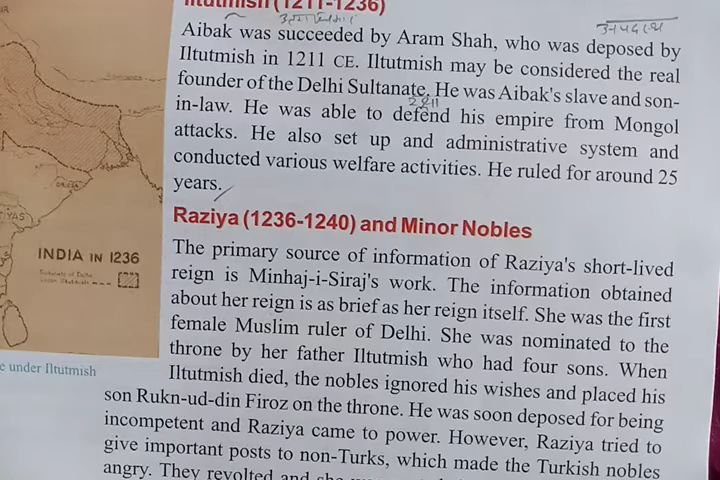 Iltutmish (1211-1236)
Aibak was succeeded by Aram Shah, who was deposed by
Iltutmish in 1211 CE. Iltutmish may be considered the real
founder of the Delhi Sultanate. He was Aibak's slave and son-
in-law. He was able to defend his empire from Mongol
attacks. He also set up and administrative system and
conducted various welfare activities. He ruled for around 25
years.
Raziya (1236-1240) and Minor Nobles
The primary source of information of Raziya's short-lived
reign is Minhaj-i-Siraj's work. The information obtained
about her reign is as brief as her reign itself. She was the first
female Muslim ruler of Delhi. She was nominated to the
throne by her father Iltutmish who had four sons. When
Iltutmish died, the nobles ignored his wishes and placed his
son Rukn-ud-din Firoz on the throne. He was soon deposed for being
incompetent and Raziya came to power. However, Raziya tried to
give important posts to non-Turks, which made the Turkish nobles
angry. They revolted and she
INDIA IN 1236
e under Iltutmish